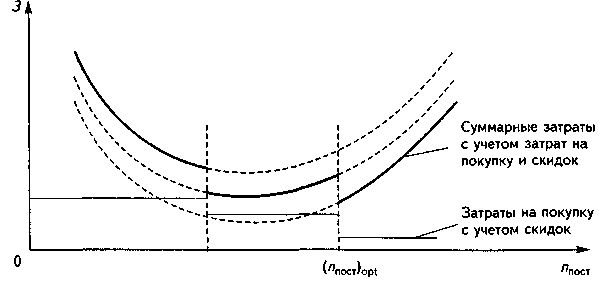 З
Суммарные затраты
с учетом затрат на
покупку и скидок
Затраты на покупку
с учетом скидок
0
(nпост)opt
nпост